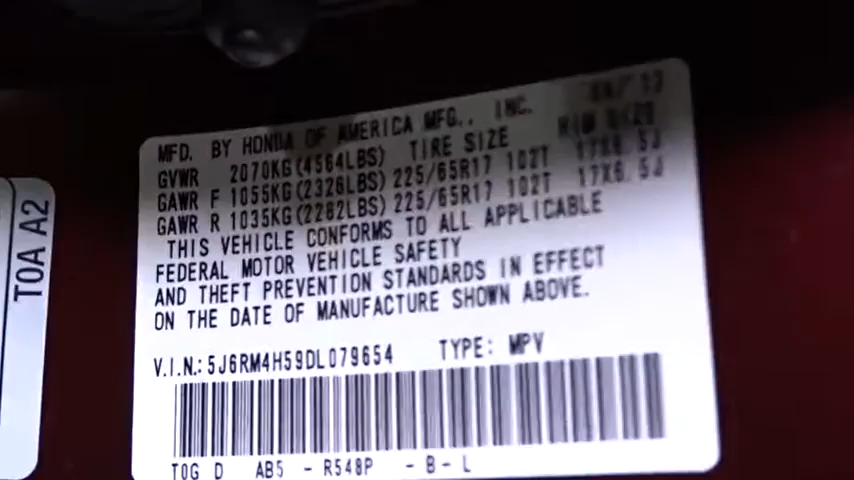 MFD. BY HONDA OF AMERICA MFG., INC.
GVWR 2070KG(4564LBS) TIRE SIZE RIM SIZE
GAWR F 1055KG(2326LBS) 225/65R17 102T 17X6.5J
GAWR R 1035KG(2282LBS) 225/65R17 102T 17X6.5J
THIS VEHICLE CONFORMS TO ALL APPLICABLE
FEDERAL MOTOR VEHICLE SAFETY
AND THEFT PREVENTION STANDARDS IN EFFECT
ON THE DATE OF MANUFACTURE SHOWN ABOVE.
V.I.N.: 5J6RM4H59DL079654 TYPE: MPV
T0G D AB5 - R548P - B - L
T0A A2